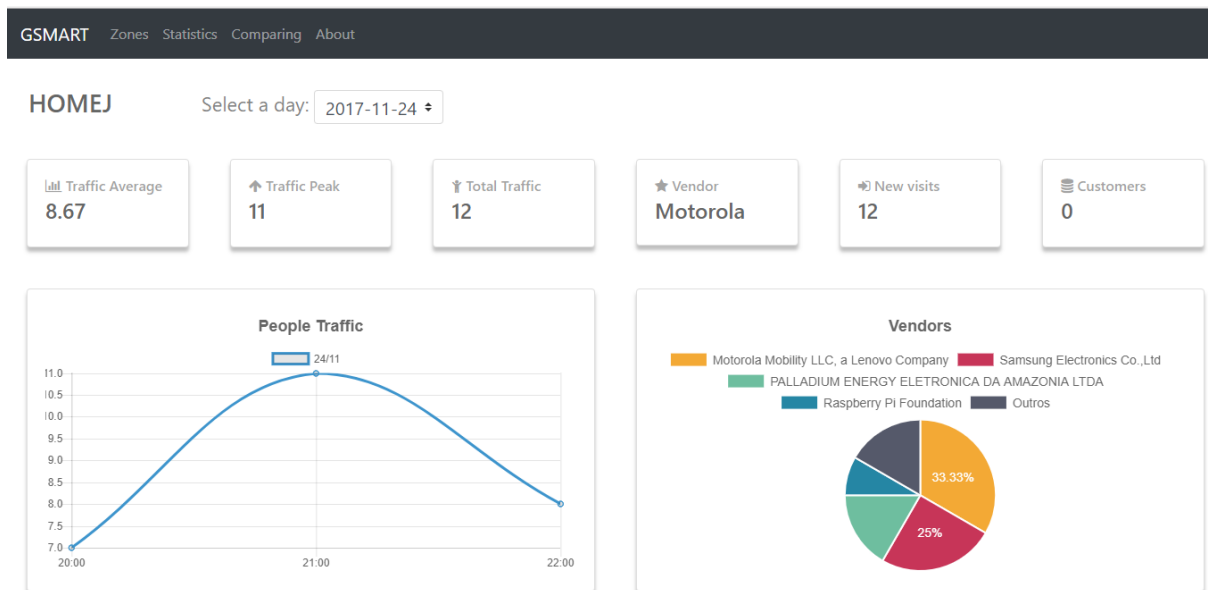 GSMART Zones Statistics Comparing About
HOMEJ Select a day: 2017-11-24
Traffic Average
8.67
Traffic Peak
11
Total Traffic
12
Vendor
Motorola
New visits
12
Customers
0
People Traffic
24/11
11.0
10.5
10.0
9.5
9.0
8.5
8.0
7.5
7.0
20:00 21:00 22:00
Vendors
Motorola Mobility LLC, a Lenovo Company Samsung Electronics Co.,Ltd
PALLADIUM ENERGY ELETRONICA DA AMAZONIA LTDA
Raspberry Pi Foundation Outros
33.33%
25%